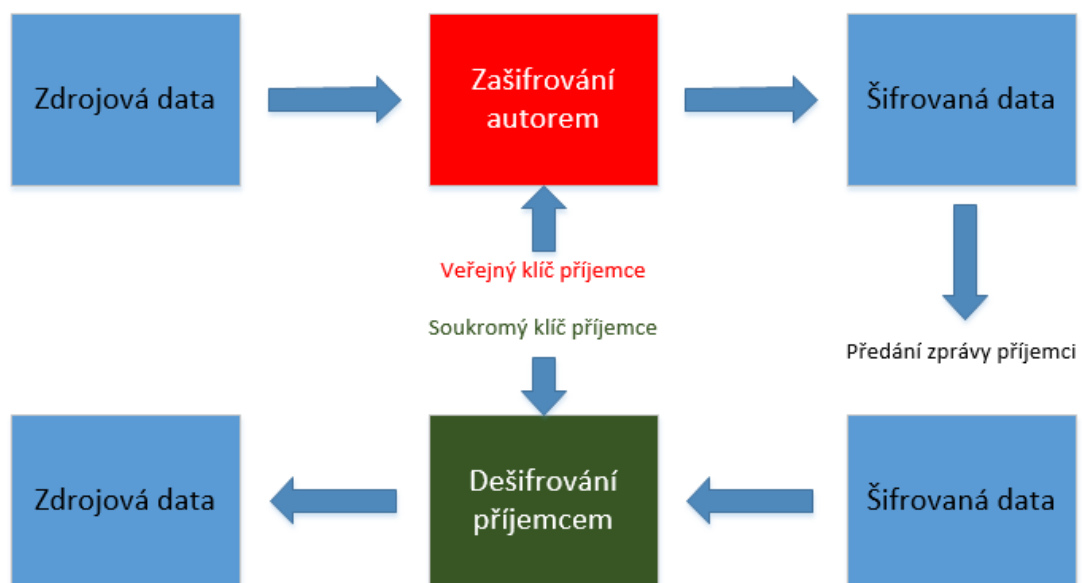 Zdrojová data
Zašifrování
autorem
Šifrovaná data
Veřejný klíč příjemce
Soukromý klíč příjemce
Předání zprávy příjemci
Zdrojová data
Dešifrování
příjemcem
Šifrovaná data